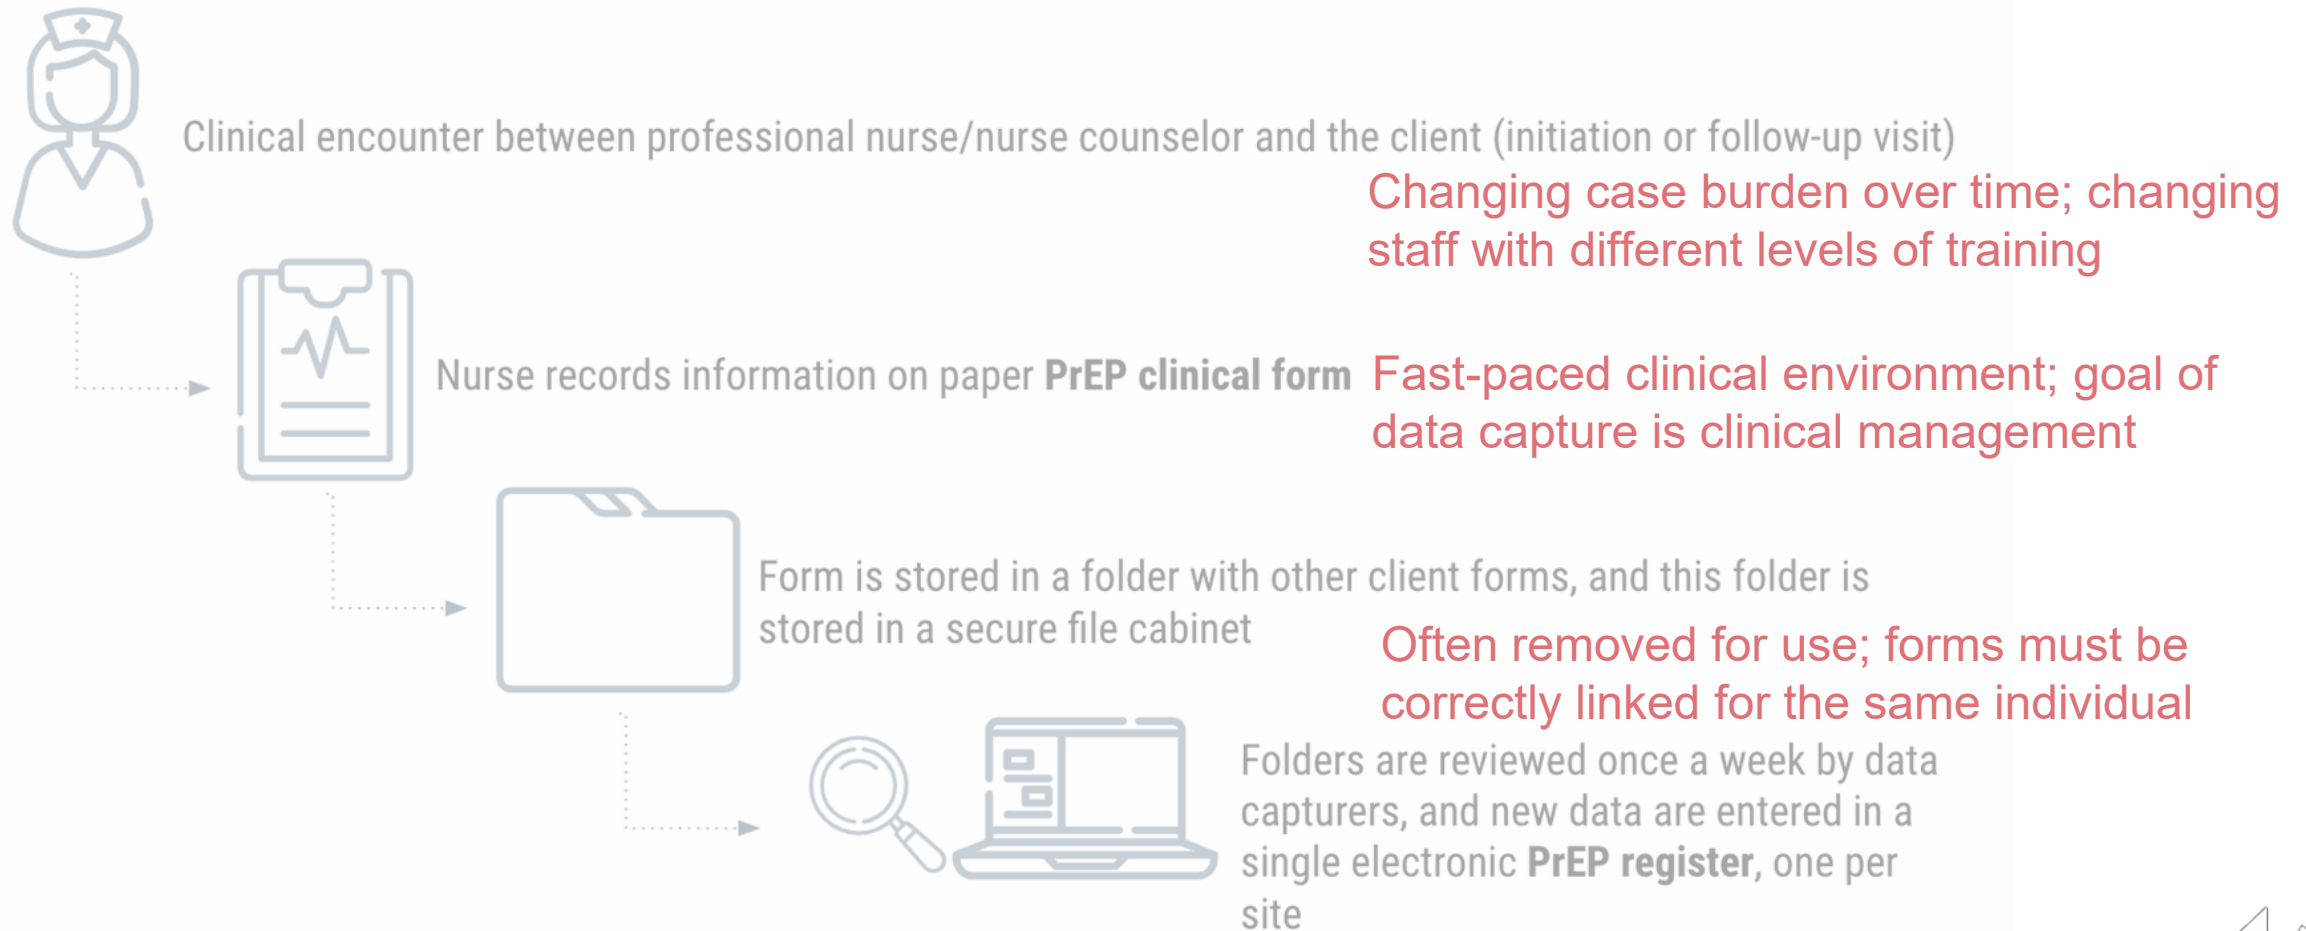 Clinical encounter between professional nurse/nurse counselor and the client (initiation or follow-up visit)
Changing case burden over time; changing
staff with different levels of training
Nurse records information on paper PrEP clinical form
Fast-paced clinical environment; goal of
data capture is clinical management
Form is stored in a folder with other client forms, and this folder is
stored in a secure file cabinet
Often removed for use; forms must be
correctly linked for the same individual
Folders are reviewed once a week by data
capturers, and new data are entered in a
single electronic PrEP register, one per
site